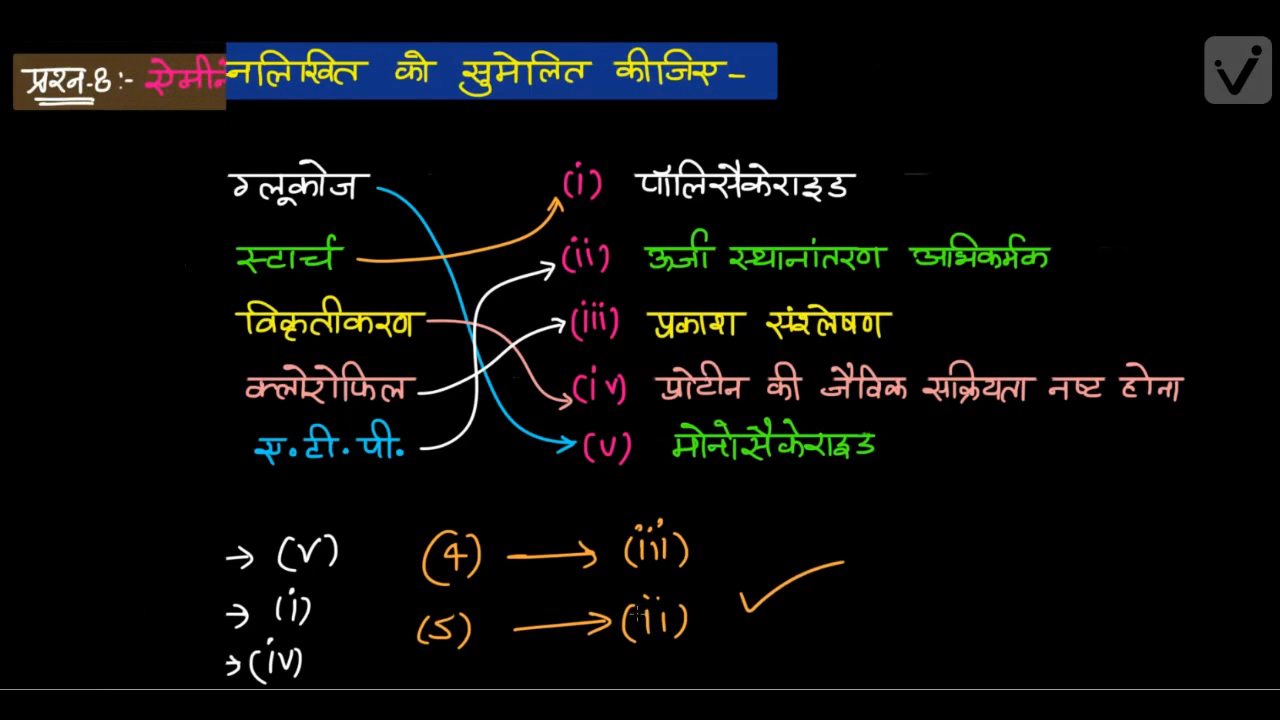 प्रश्न-8:- ऐमीनो नलिखित को सुमेलित कीजिए-
ग्लूकोज (i) पॉलिसैकेराइड
स्टार्च (ii) ऊर्जा स्थानांतरण अभिकर्मक
विकृतीकरण (iii) प्रकाश संश्लेषण
क्लोरोफिल (iv) प्रोटीन की जैविक सक्रियता नष्ट होना
ए.टी.पी. (v) मोनोसैकेराइड
→ (v) (4) → (iii)
→ (i) (5) → (ii)
→ (iv)